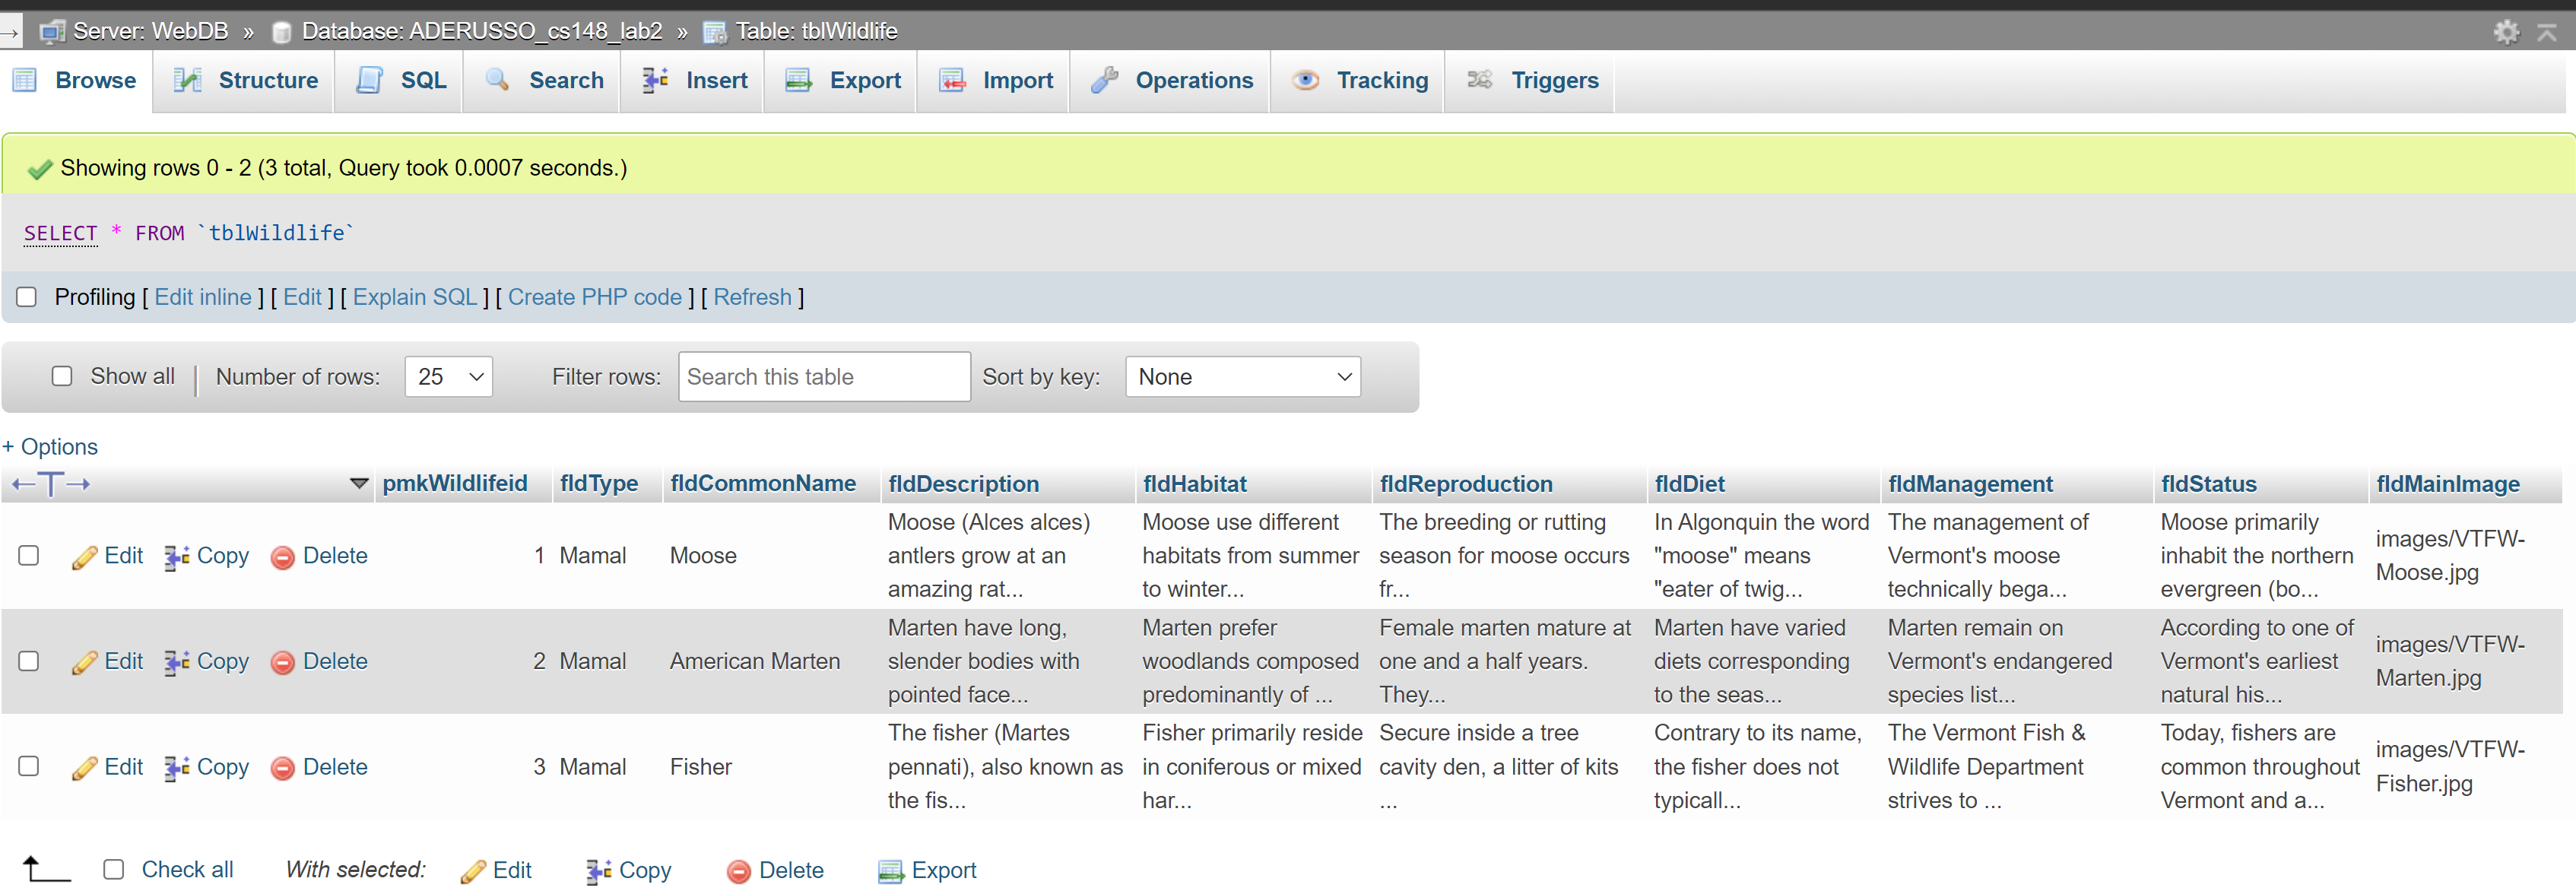 Server: WebDB » Database: ADERUSSO_cs148_lab2 » Table: tblWildlife
Browse Structure SQL Search Insert Export Import Operations Tracking Triggers
Showing rows 0 - 2 (3 total, Query took 0.0007 seconds.)
SELECT * FROM `tblWildlife`
Profiling [ Edit inline ] [ Edit ] [ Explain SQL ] [ Create PHP code ] [ Refresh ]
Show all | Number of rows: 25 Filter rows: Search this table Sort by key: None
+ Options
←T→ pmkWildlifeid fldType fldCommonName fldDescription fldHabitat fldReproduction fldDiet fldManagement fldStatus fldMainImage
Edit Copy Delete 1 Mamal Moose
Moose (Alces alces)
antlers grow at an
amazing rat...
Moose use different
habitats from summer
to winter...
The breeding or rutting
season for moose occurs
fr...
In Algonquin the word
"moose" means
"eater of twig...
The management of
Vermont's moose
technically bega...
Moose primarily
inhabit the northern
evergreen (bo...
images/VTFW-
Moose.jpg
Edit Copy Delete 2 Mamal American Marten
Marten have long,
slender bodies with
pointed face...
Marten prefer
woodlands composed
predominantly of ...
Female marten mature at
one and a half years.
They...
Marten have varied
diets corresponding
to the seas...
Marten remain on
Vermont's endangered
species list...
According to one of
Vermont's earliest
natural his...
images/VTFW-
Marten.jpg
Edit Copy Delete 3 Mamal Fisher
The fisher (Martes
pennati), also known as
the fis...
Fisher primarily reside
in coniferous or mixed
har...
Secure inside a tree
cavity den, a litter of kits
...
Contrary to its name,
the fisher does not
typicall...
The Vermont Fish &
Wildlife Department
strives to ...
Today, fishers are
common throughout
Vermont and a...
images/VTFW-
Fisher.jpg
Check all With selected: Edit Copy Delete Export